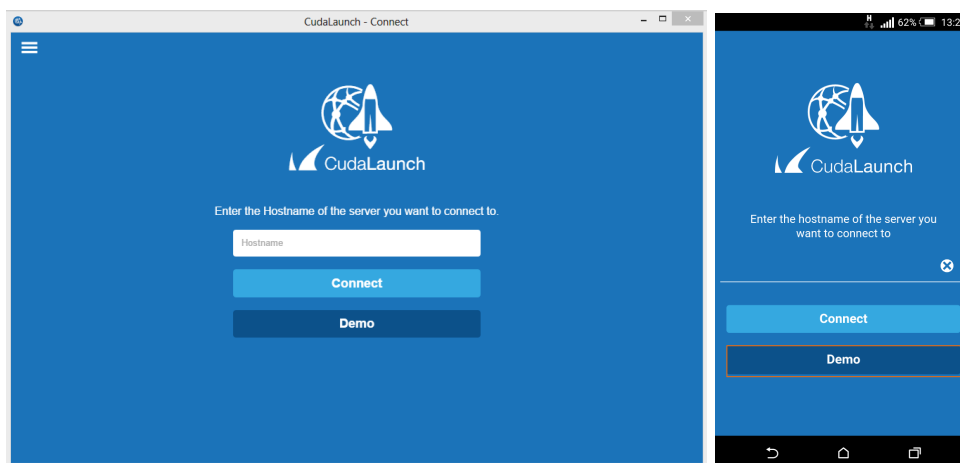 CudaLaunch - Connect
CudaLaunch
Enter the Hostname of the server you want to connect to.
Hostname
Connect
Demo
H
62%
CudaLaunch
Enter the hostname of the server you
want to connect to
Connect
Demo